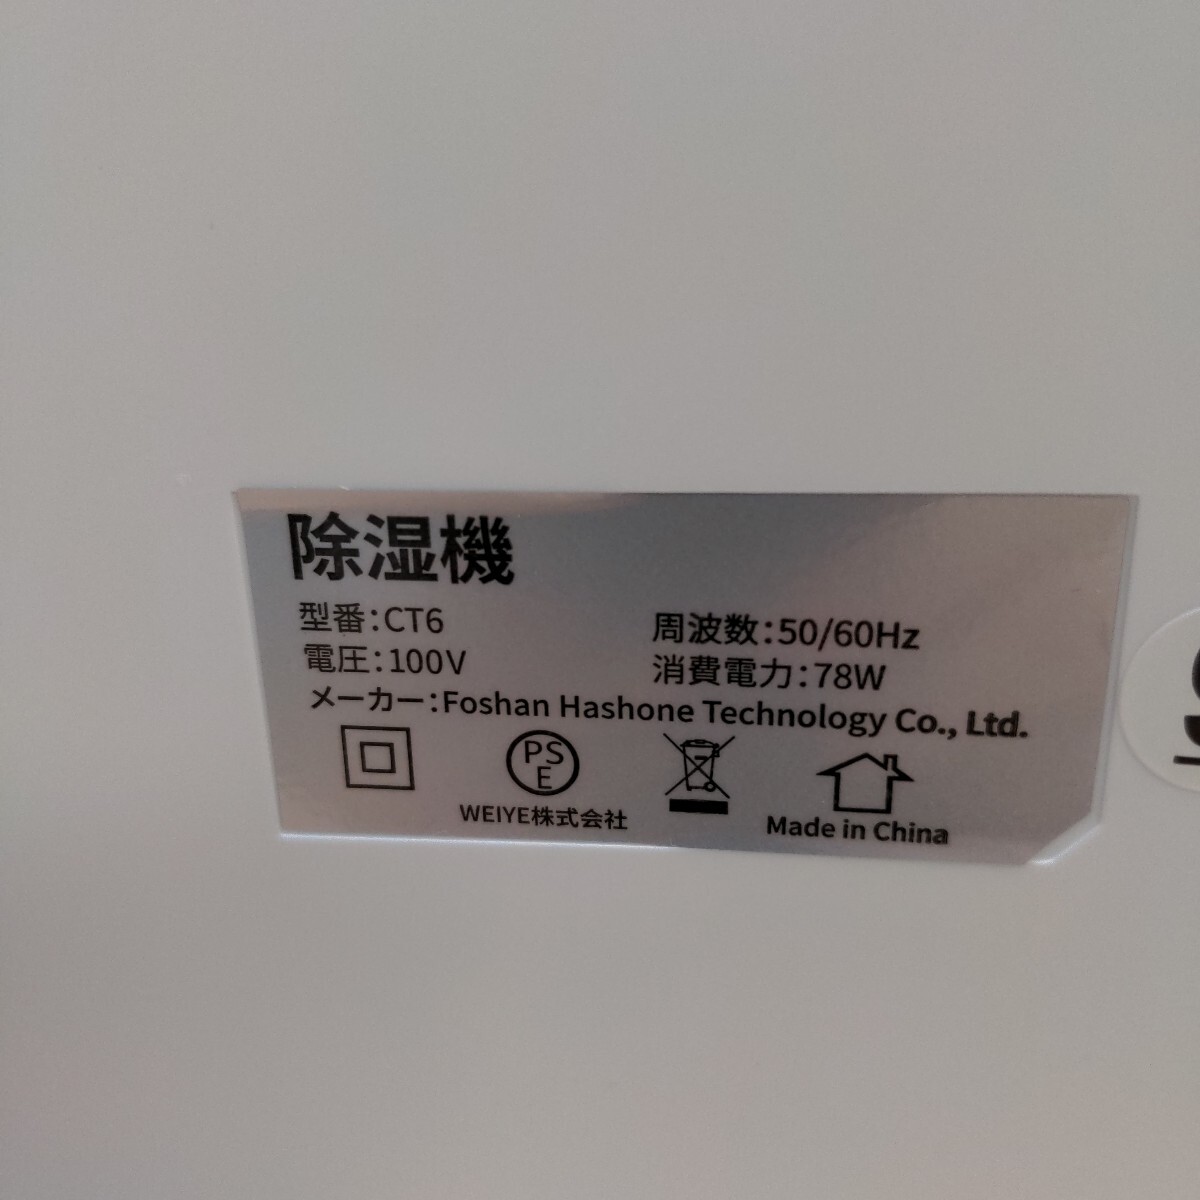 除湿機
型番：CT6
周波数：50/60Hz
電圧：100V
消費電力：78W
メーカー：Foshan Hashone Technology Co., Ltd.
PS
E
WEIYE株式会社
Made in China